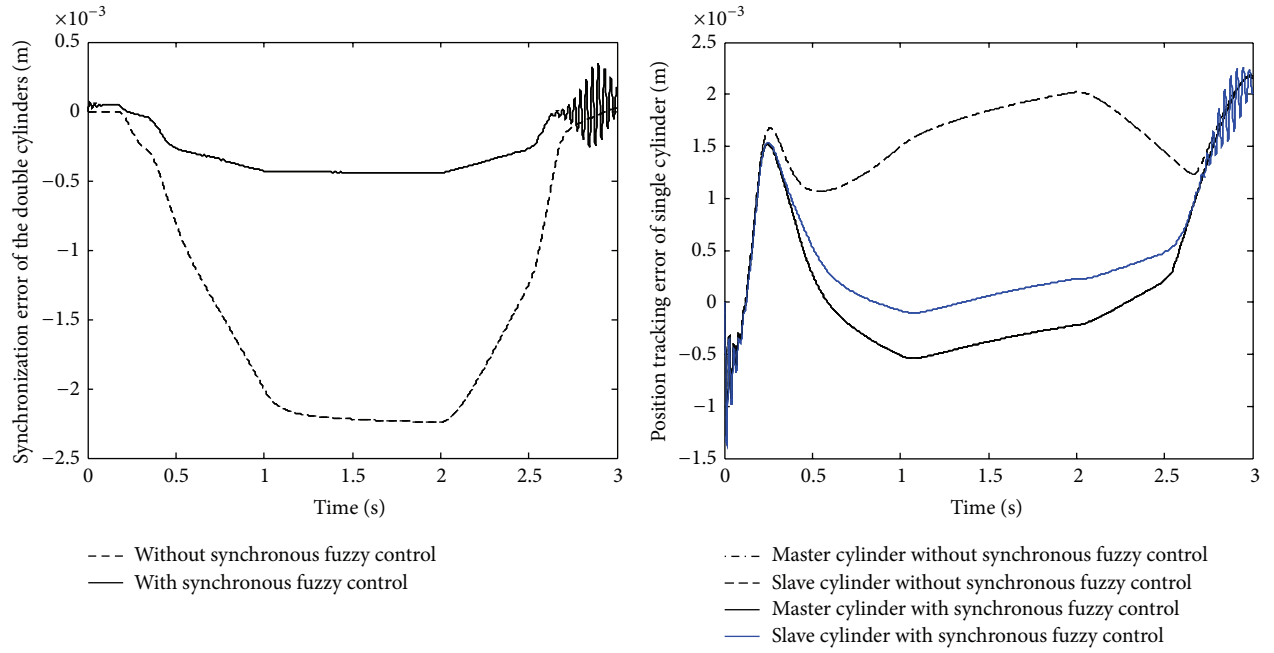 ×10−3
0.5
0
−0.5
−1
−1.5
−2
−2.5
Synchronization error of the double cylinders (m)
0 0.5 1 1.5 2 2.5 3
Time (s)
Without synchronous fuzzy control
With synchronous fuzzy control
×10−3
2.5
2
1.5
1
0.5
0
−0.5
−1
−1.5
Position tracking error of single cylinder (m)
0 0.5 1 1.5 2 2.5 3
Time (s)
Master cylinder without synchronous fuzzy control
Slave cylinder without synchronous fuzzy control
Master cylinder with synchronous fuzzy control
Slave cylinder with synchronous fuzzy control